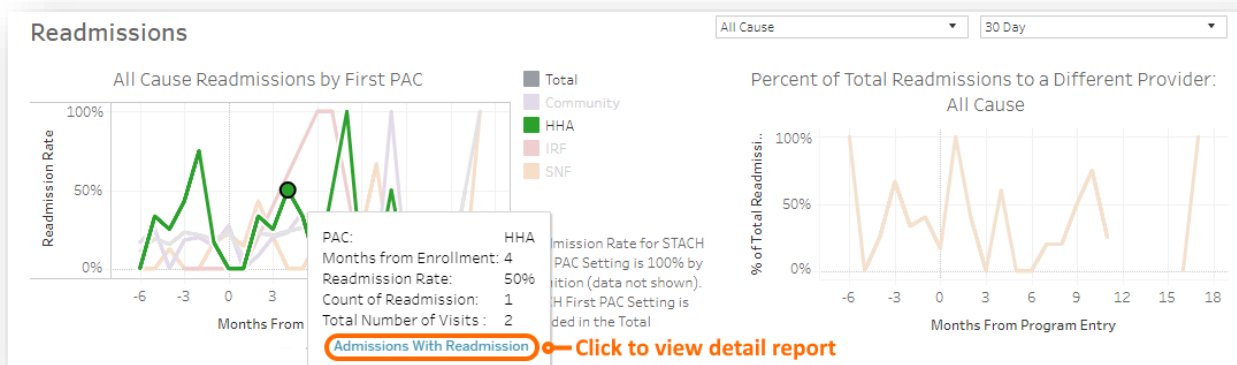 Readmissions
All Cause
30 Day
All Cause Readmissions by First PAC
Readmission Rate
100%
50%
0%
-6 -3 0 3
Months From
Total
Community
HHA
IRF
SNF
PAC: HHA
Months from Enrollment: 4
Readmission Rate: 50%
Count of Readmission: 1
Total Number of Visits : 2
Admissions With Readmission
Click to view detail report
Rate for STACH
PAC Setting is 100% by
(data not shown).
First PAC Setting is
in the Total
Percent of Total Readmissions to a Different Provider:
All Cause
% of Total Readmissi..
100%
50%
0%
-6 -3 0 3 6 9 12 15 18
Months From Program Entry